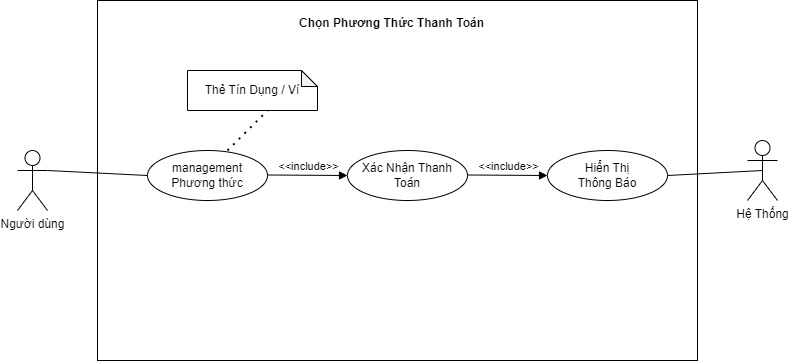 Chọn Phương Thức Thanh Toán
Thẻ Tín Dụng / Ví
management
Phương thức
<<include>>
Xác Nhận Thanh
Toán
<<include>>
Hiển Thị
Thông Báo
Người dùng
Hệ Thống